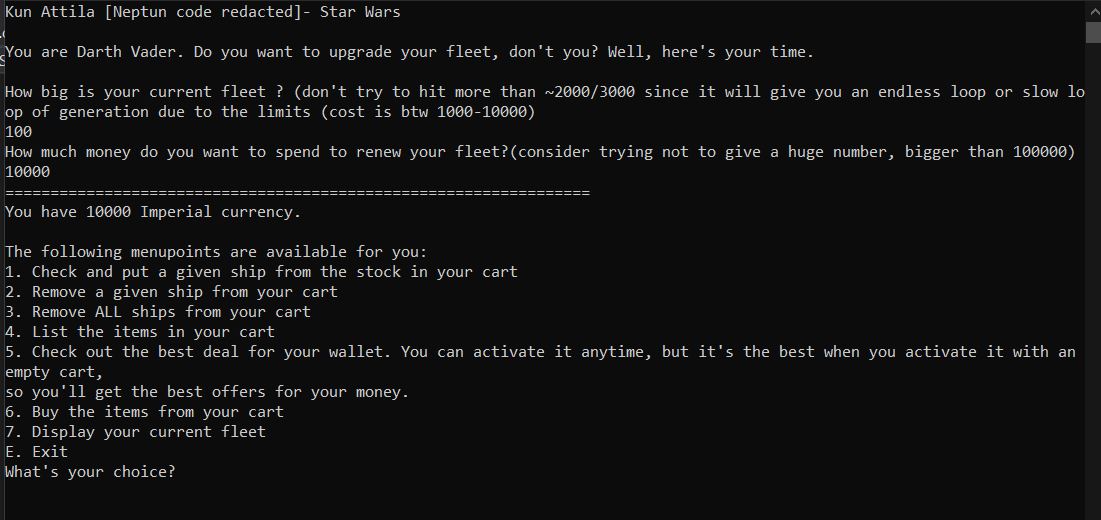 Kun Attila [Neptun code redacted]- Star Wars
You are Darth Vader. Do you want to upgrade your fleet, don't you? Well, here's your time.
How big is your current fleet ? (don't try to hit more than ~2000/3000 since it will give you an endless loop or slow lo
op of generation due to the limits (cost is btw 1000-10000)
100
How much money do you want to spend to renew your fleet?(consider trying not to give a huge number, bigger than 100000)
10000
=================================================================
You have 10000 Imperial currency.
The following menupoints are available for you:
1. Check and put a given ship from the stock in your cart
2. Remove a given ship from your cart
3. Remove ALL ships from your cart
4. List the items in your cart
5. Check out the best deal for your wallet. You can activate it anytime, but it's the best when you activate it with an
empty cart,
so you'll get the best offers for your money.
6. Buy the items from your cart
7. Display your current fleet
E. Exit
What's your choice?